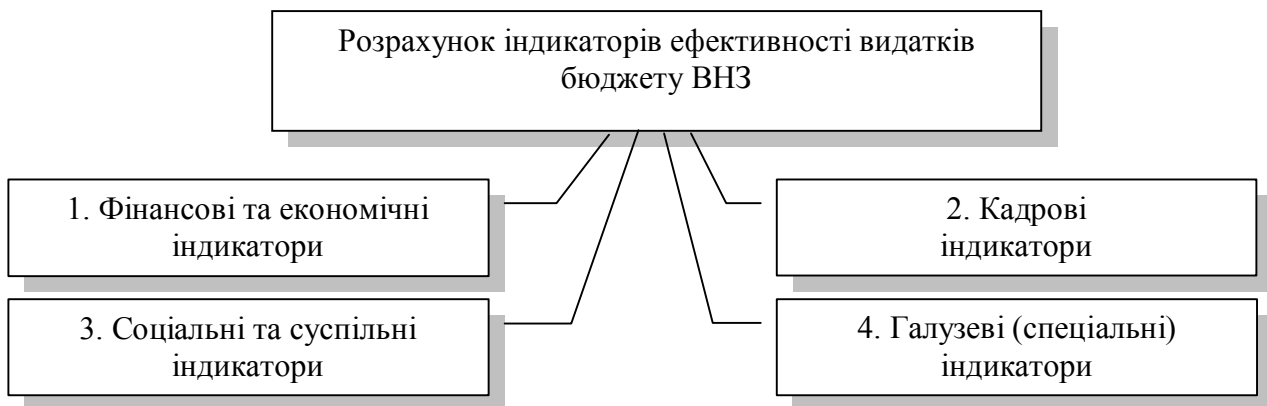 Розрахунок індикаторів ефективності видатків
бюджету ВНЗ
1. Фінансові та економічні
індикатори
2. Кадрові
індикатори
3. Соціальні та суспільні
індикатори
4. Галузеві (спеціальні)
індикатори